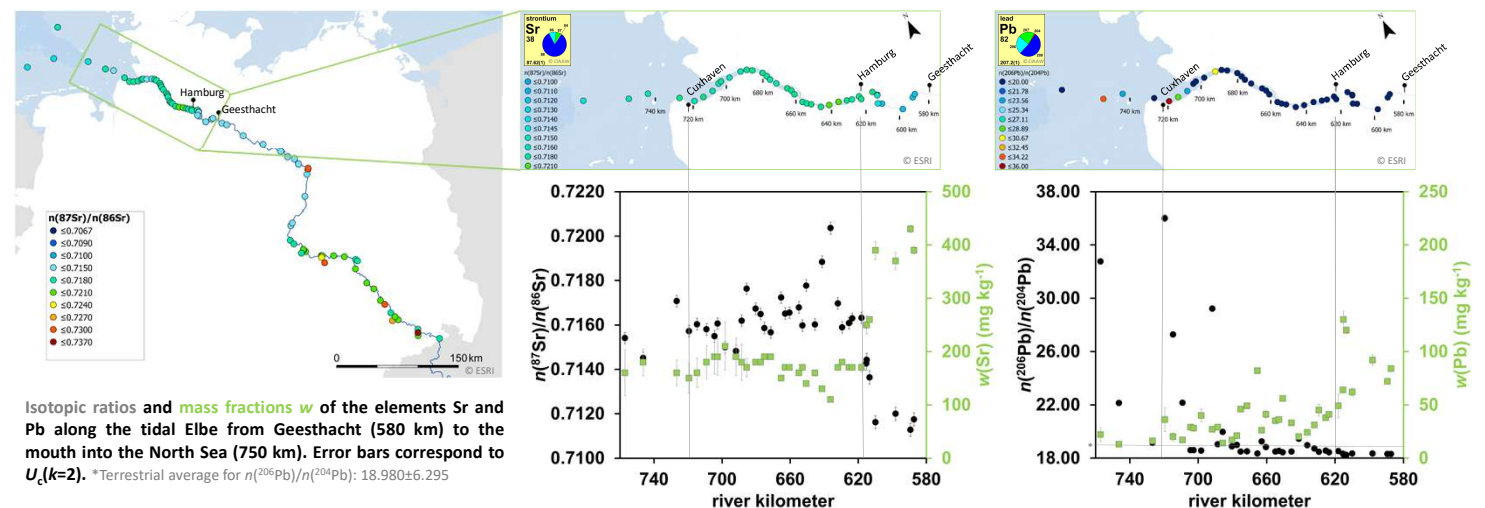 Hamburg
Geesthacht
n(87Sr)/n(86Sr)
≤0.7067
≤0.7090
≤0.7100
≤0.7150
≤0.7180
≤0.7210
≤0.7240
≤0.7270
≤0.7300
≤0.7370
0 150 km
© ESRI
Isotopic ratios and mass fractions w of the elements Sr and
Pb along the tidal Elbe from Geesthacht (580 km) to the
mouth into the North Sea (750 km). Error bars correspond to
Uc(k=2). *Terrestrial average for n(²⁰⁶Pb)/n(²⁰⁴Pb): 18.980±6.295
strontium
Sr
38
87.62(1) © CIAAW
n(87Sr)/n(86Sr)
≤0.7100
≤0.7110
≤0.7120
≤0.7130
≤0.7140
≤0.7145
≤0.7150
≤0.7160
≤0.7180
≤0.7210
Cuxhaven
Hamburg
Geesthacht
740 km
720 km
700 km
680 km
660 km
640 km
620 km
600 km
580 km
N
© ESRI
n(⁸⁷Sr)/n(⁸⁶Sr)
0.7220
0.7200
0.7180
0.7160
0.7140
0.7120
0.7100
740 700 660 620 580
river kilometer
500
400
300
200
100
0
w(Sr) (mg kg⁻¹)
lead
Pb
82
207.2(1) © CIAAW
n(206Pb)/n(204Pb)
≤20.00
≤21.78
≤23.56
≤25.34
≤27.11
≤28.89
≤30.67
≤32.45
≤34.22
≤36.00
Cuxhaven
Hamburg
Geesthacht
740 km
720 km
700 km
680 km
660 km
640 km
620 km
600 km
580 km
N
© ESRI
n(²⁰⁶Pb)/n(²⁰⁴Pb)
38.00
34.00
30.00
26.00
22.00
18.00
*
740 700 660 620 580
river kilometer
250
200
150
100
50
0
w(Pb) (mg kg⁻¹)